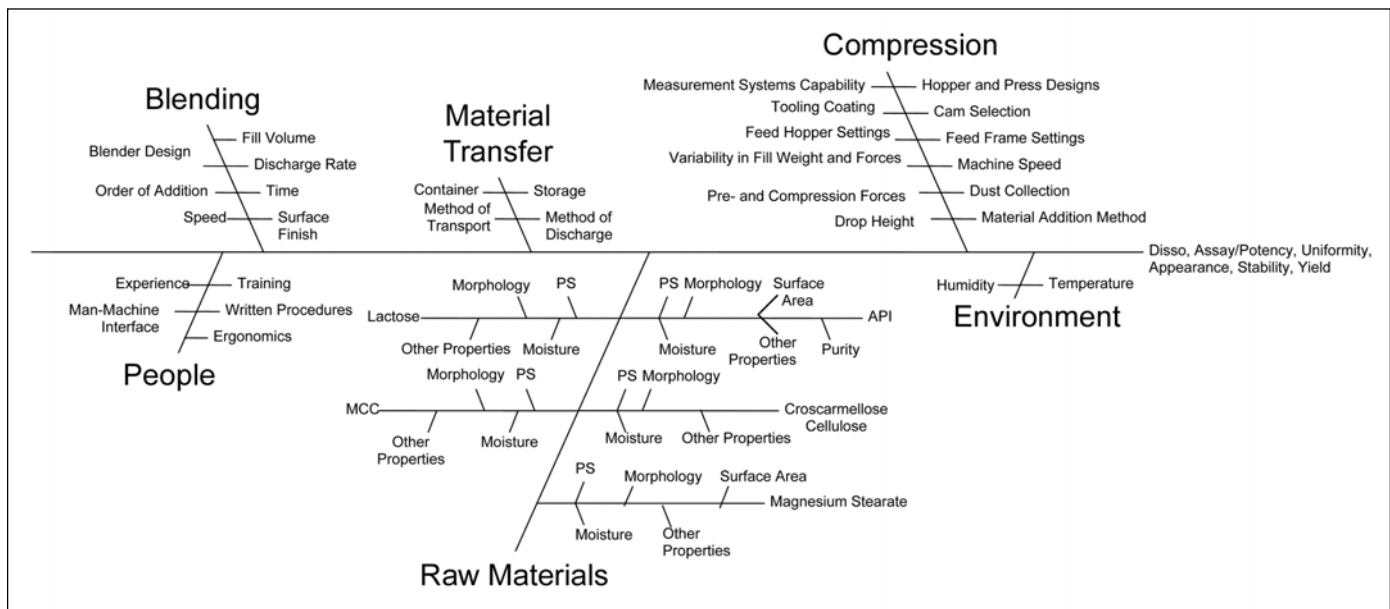 Compression
Measurement Systems Capability
Hopper and Press Designs
Tooling Coating
Cam Selection
Feed Hopper Settings
Feed Frame Settings
Variability in Fill Weight and Forces
Machine Speed
Pre- and Compression Forces
Dust Collection
Drop Height
Material Addition Method
Blending
Fill Volume
Blender Design
Discharge Rate
Order of Addition
Time
Speed
Surface
Finish
Material
Transfer
Container
Storage
Method of
Transport
Method of
Discharge
Disso, Assay/Potency, Uniformity,
Appearance, Stability, Yield
Experience
Training
Man-Machine
Interface
Written Procedures
Ergonomics
People
Humidity
Temperature
Environment
Morphology
PS
Lactose
Other Properties
Moisture
PS
Morphology
Surface
Area
API
Moisture
Other
Properties
Purity
Morphology
PS
MCC
Other
Properties
Moisture
PS
Morphology
Croscarmellose
Cellulose
Moisture
Other Properties
PS
Morphology
Surface Area
Magnesium Stearate
Moisture
Other
Properties
Raw Materials